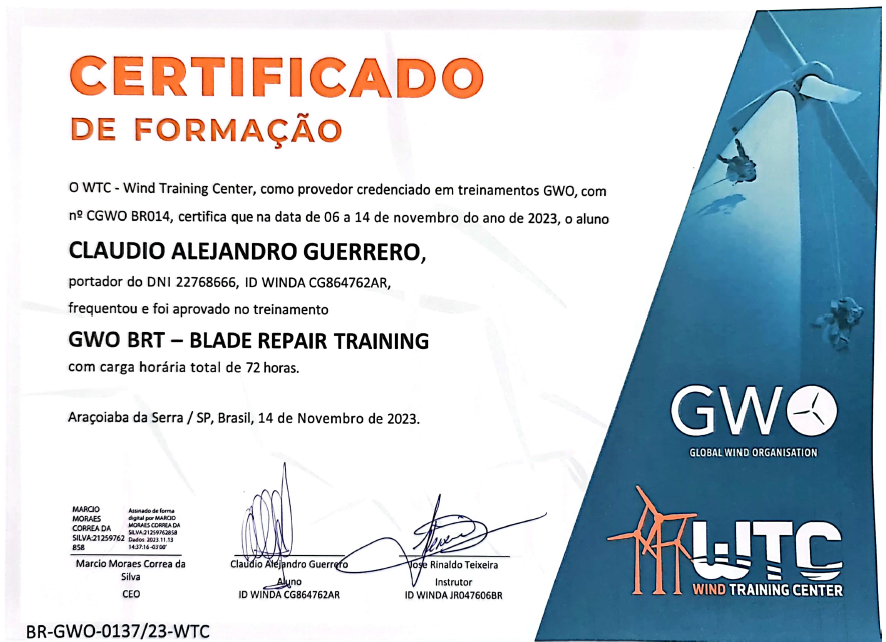 CERTIFICADO
DE FORMAÇÃO
O WTC - Wind Training Center, como provedor credenciado em treinamentos GWO, com
nº CGWO BR014, certifica que na data de 06 a 14 de novembro do ano de 2023, o aluno
CLAUDIO ALEJANDRO GUERRERO,
portador do DNI 22768666, ID WINDA CG864762AR,
frequentou e foi aprovado no treinamento
GWO BRT – BLADE REPAIR TRAINING
com carga horária total de 72 horas.
Araçoiaba da Serra / SP, Brasil, 14 de Novembro de 2023.
GWO
GLOBAL WIND ORGANISATION
MARCIO
MORAES
CORREA DA
SILVA:21259762
858
Assinado de forma
digital por MARCIO
MORAES CORREA DA
SILVA:21259762858
Dados: 2023.11.13
14:37:16 -03'00'
Marcio Moraes Correa da
Silva
CEO
Claudio Alejandro Guerrero
Aluno
ID WINDA CG864762AR
Jose Rinaldo Teixeira
Instrutor
ID WINDA JR047606BR
WTC
WIND TRAINING CENTER
BR-GWO-0137/23-WTC